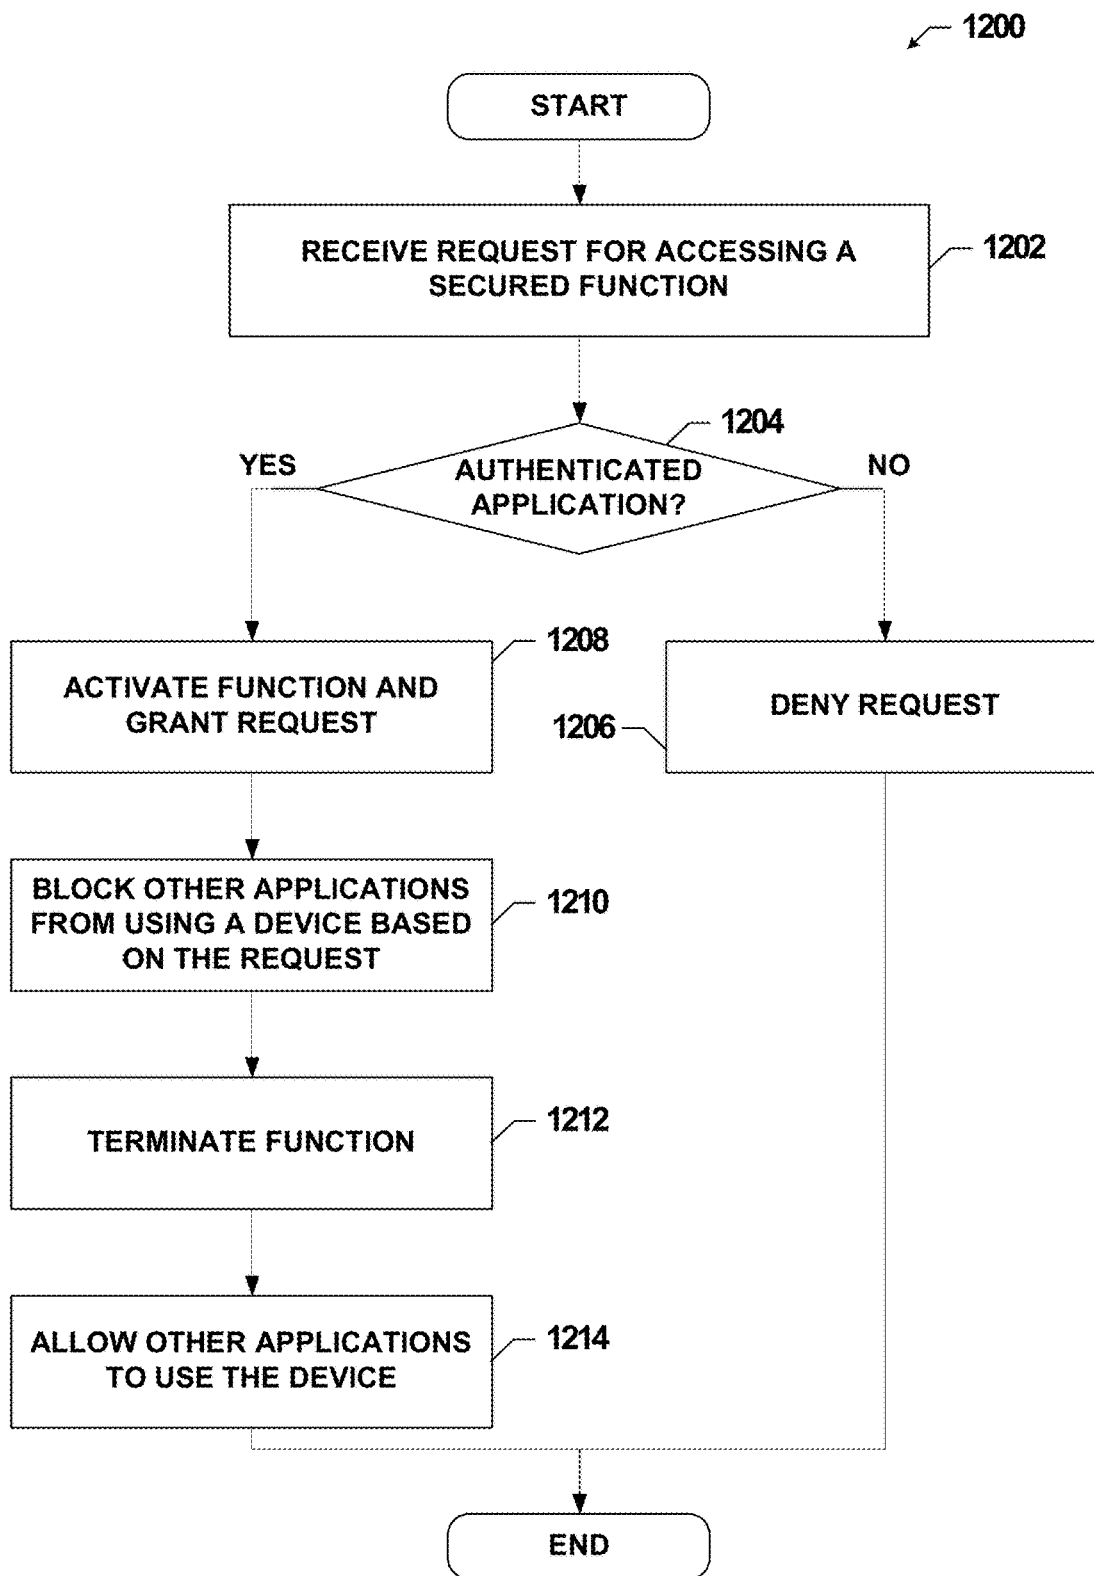 1200
START
RECEIVE REQUEST FOR ACCESSING A
SECURED FUNCTION
1202
1204
YES
AUTHENTICATED
APPLICATION?
NO
1208
ACTIVATE FUNCTION AND
GRANT REQUEST
1206
DENY REQUEST
BLOCK OTHER APPLICATIONS
FROM USING A DEVICE BASED
ON THE REQUEST
1210
TERMINATE FUNCTION
1212
ALLOW OTHER APPLICATIONS
TO USE THE DEVICE
1214
END